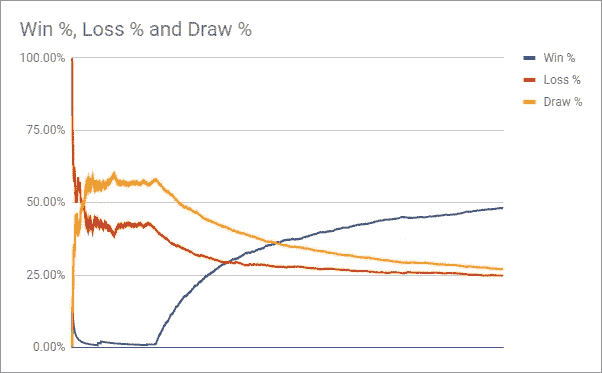 Win %, Loss % and Draw %
100.00%
75.00%
50.00%
25.00%
0.00%
Win %
Loss %
Draw %